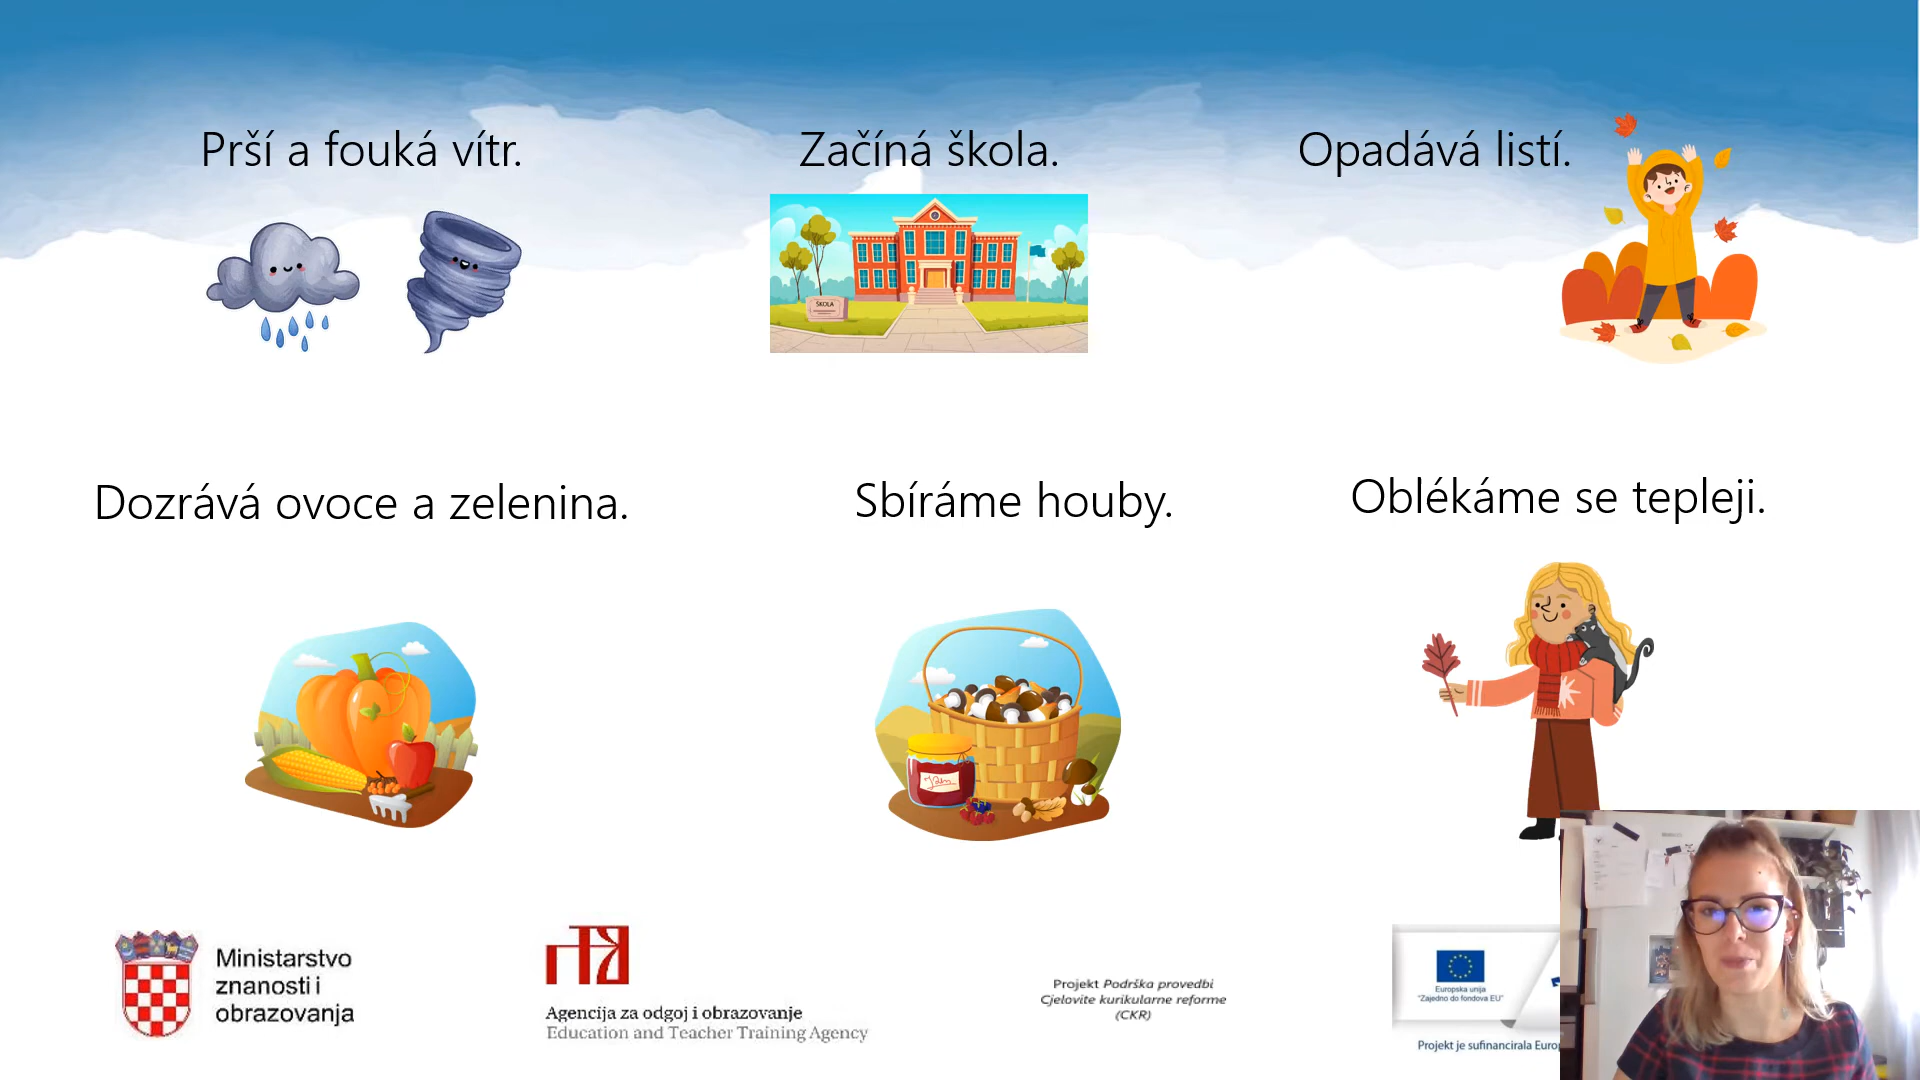 Prší a fouká vítr.
Začíná škola.
Opadává listí.
ŠKOLA
Dozrává ovoce a zelenina.
Sbíráme houby.
Oblékáme se tepleji.
Ministarstvo
znanosti i
obrazovanja
Agencija za odgoj i obrazovanje
Education and Teacher Training Agency
Projekt Podrška provedbi
Cjelovite kurikularne reforme
(CKR)
Europska unija
"Zajedno do fondova EU"
Projekt je sufinancirala Europ